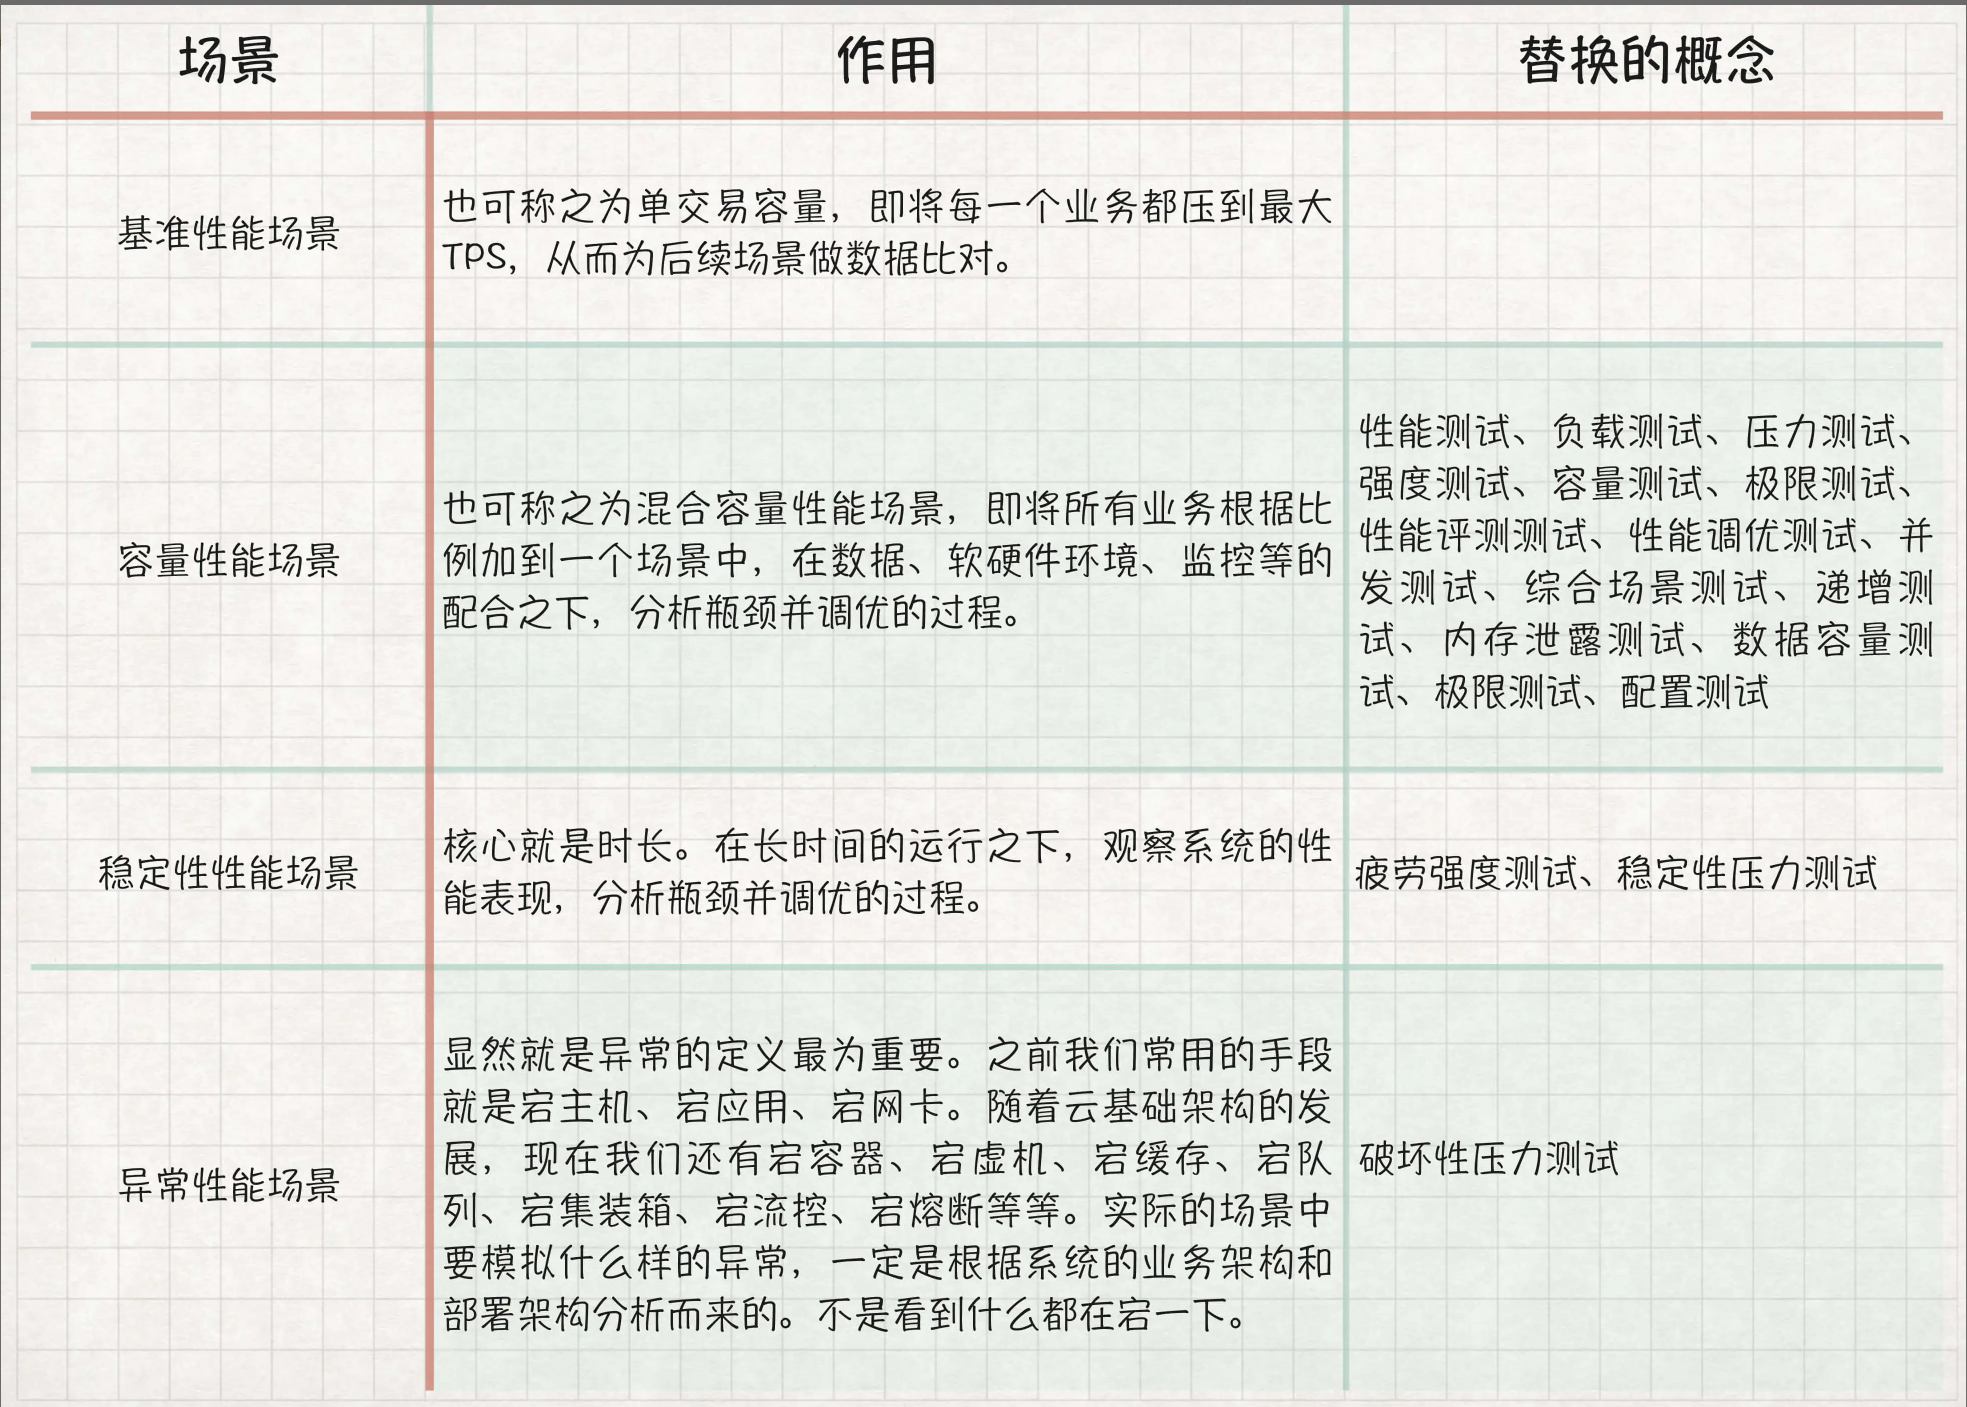 场景
作用
替换的概念
基准性能场景
也可称之为单交易容量，即将每一个业务都压到最大
TPS，从而为后续场景做数据比对。
容量性能场景
也可称之为混合容量性能场景，即将所有业务根据比
例加到一个场景中，在数据、软硬件环境、监控等的
配合之下，分析瓶颈并调优的过程。
性能测试、负载测试、压力测试、
强度测试、容量测试、极限测试、
性能评测测试、性能调优测试、并
发测试、综合场景测试、递增测
试、内存泄露测试、数据容量测
试、极限测试、配置测试
稳定性性能场景
核心就是时长。在长时间的运行之下，观察系统的性
能表现，分析瓶颈并调优的过程。
疲劳强度测试、稳定性压力测试
异常性能场景
显然就是异常的定义最为重要。之前我们常用的手段
就是宕主机、宕应用、宕网卡。随着云基础架构的发
展，现在我们还有宕容器、宕虚机、宕缓存、宕队
列、宕集装箱、宕流控、宕熔断等等。实际的场景中
要模拟什么样的异常，一定是根据系统的业务架构和
部署架构分析而来的。不是看到什么都在宕一下。
破坏性压力测试